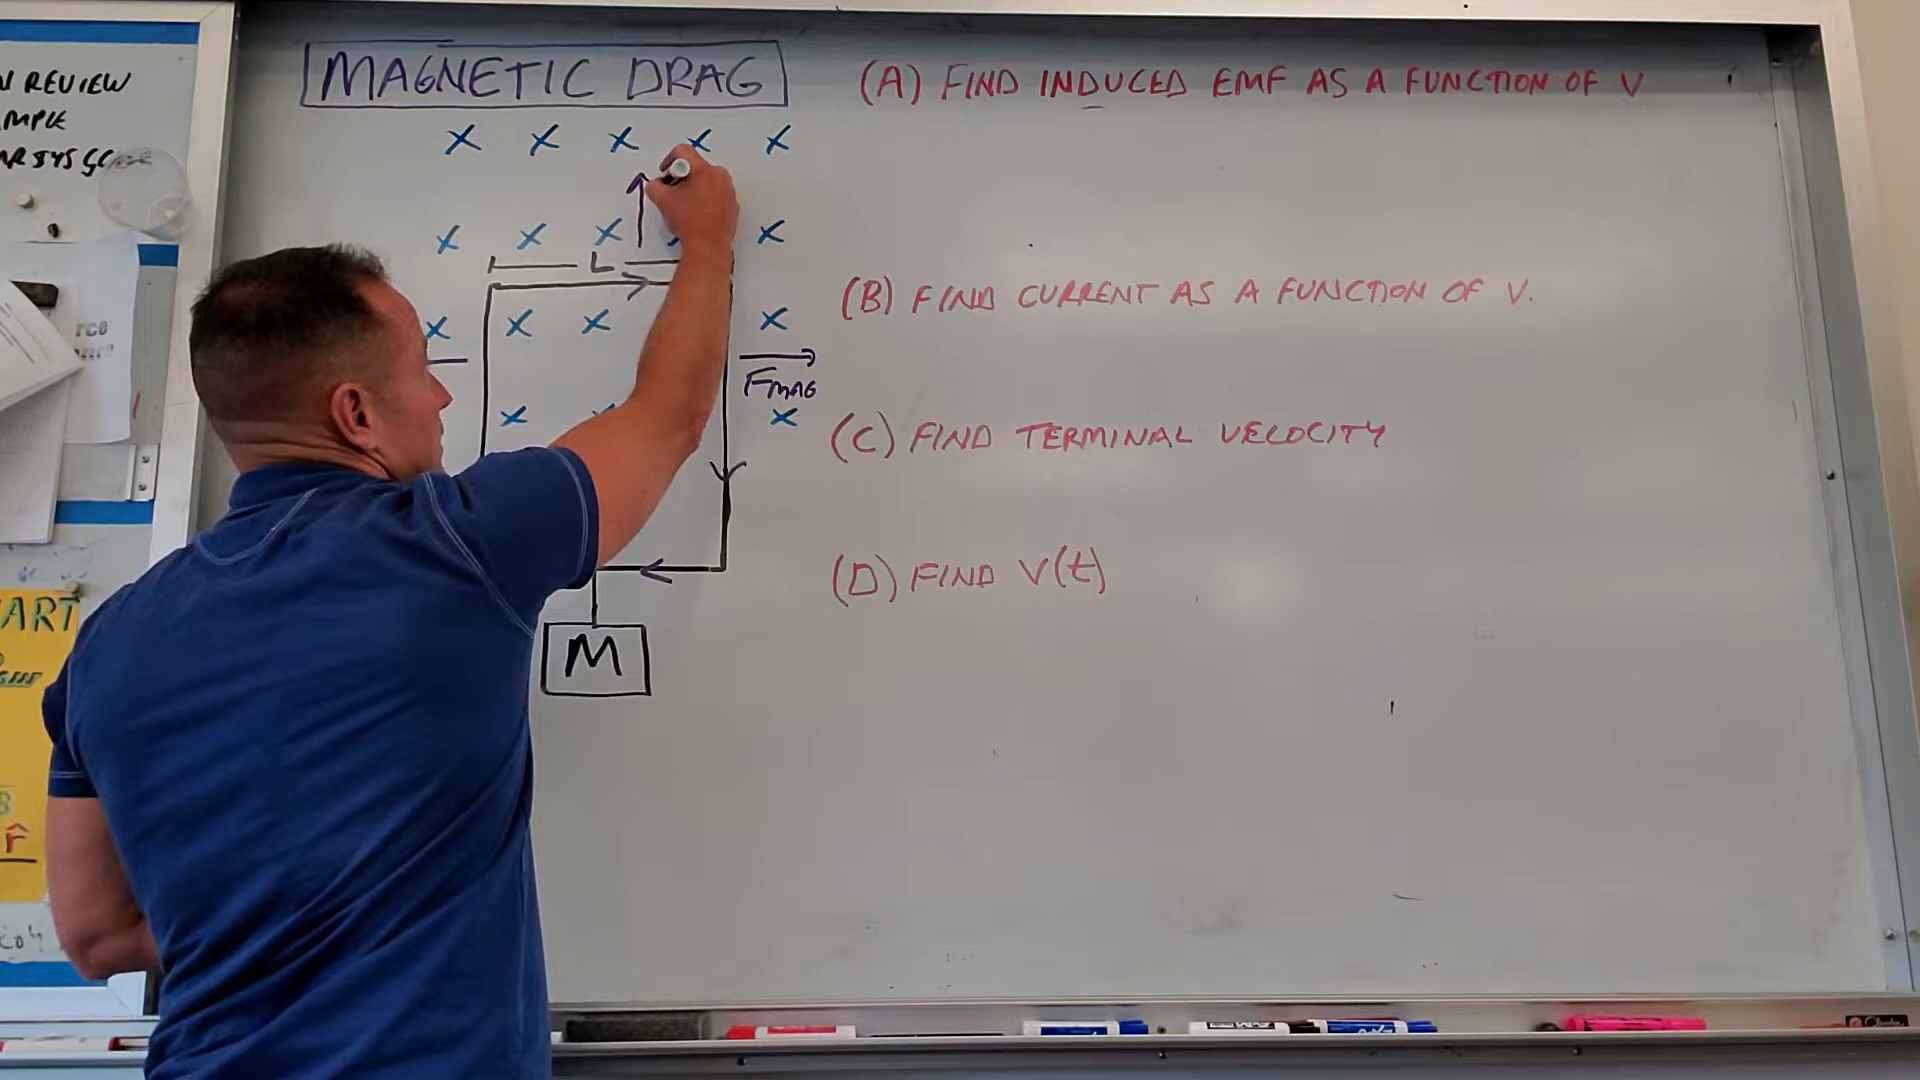 N REVIEW
MAGNETIC DRAG
(A) FIND INDUCED EMF AS A FUNCTION OF V
X X X X X
X X X X
L
(B) FIND CURRENT AS A FUNCTION OF V.
X X X X
FMAG
X X
(C) FIND TERMINAL VELOCITY
(D) FIND V(t)
ART
M
r̂